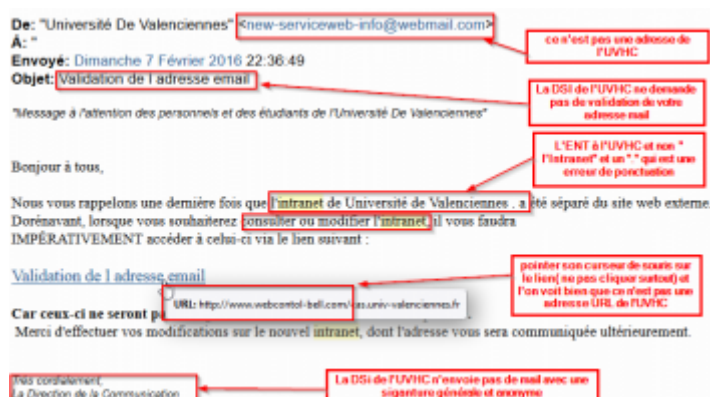 De: "Université De Valenciennes" <new-serviceweb-info@webmail.com>
À: "
Envoyé: Dimanche 7 Février 2016 22:36:49
Objet: Validation de l adresse email
ce n'est pas une adresse de
l'UVHC
La DSI de l'UVHC ne demande
pas de validation de votre
adresse mail
"Message à l'attention des personnels et des étudiants de l'Université De Valenciennes"
L'ENT à l'UVHC et non "
l'Intranet" et un "." qui est une
erreur de ponctuation
Bonjour à tous,
Nous vous rappelons une dernière fois que l'intranet de Université de Valenciennes . a été séparé du site web externe
Dorénavant, lorsque vous souhaiterez consulter ou modifier l'intranet, il vous faudra
IMPÉRATIVEMENT accéder à celui-ci via le lien suivant :
Validation de l adresse email
pointer son curseur de souris sur
le lien( ne pas cliquer surtout) et
l'on voit bien que ce n'est pas une
adresse URL de l'UVHC
URL: http://www.webcontol-bell.com/cas.univ-valenciennes.fr
Car ceux-ci ne seront
Merci d'effectuer vos modifications sur le nouvel intranet, dont l'adresse vous sera communiquée ultérieurement.
Très cordialement,
La Direction de la Communication
La DSI de l'UVHC n'envoie pas de mail avec une
siganture générale et anonyme